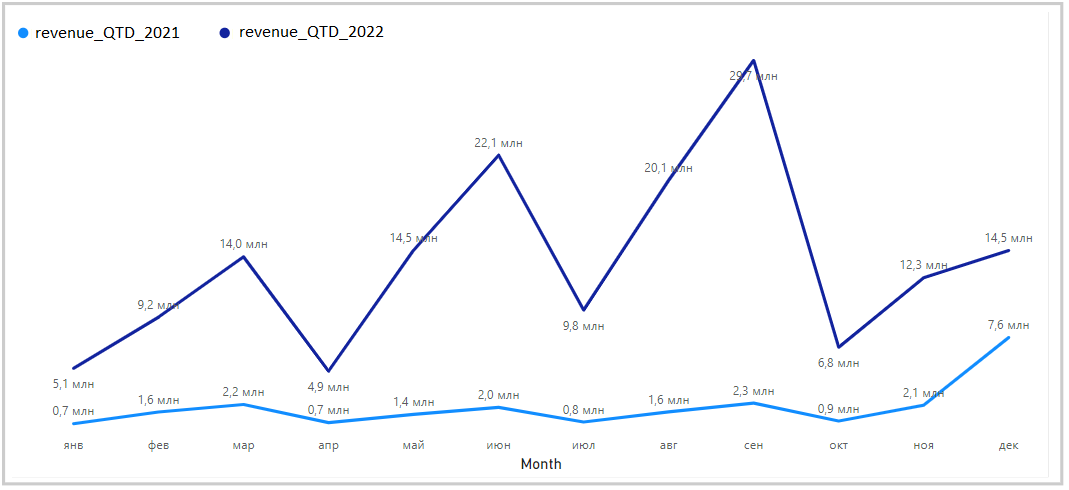 revenue_QTD_2021 revenue_QTD_2022
29,7 млн
22,1 млн
20,1 млн
14,0 млн 14,5 млн 14,5 млн
12,3 млн
9,2 млн
9,8 млн 7,6 млн
6,8 млн
5,1 млн 4,9 млн
0,7 млн 1,6 млн 2,2 млн 0,7 млн 1,4 млн 2,0 млн 0,8 млн 1,6 млн 2,3 млн 0,9 млн 2,1 млн
янв фев мар апр май июн июл авг сен окт ноя дек
Month